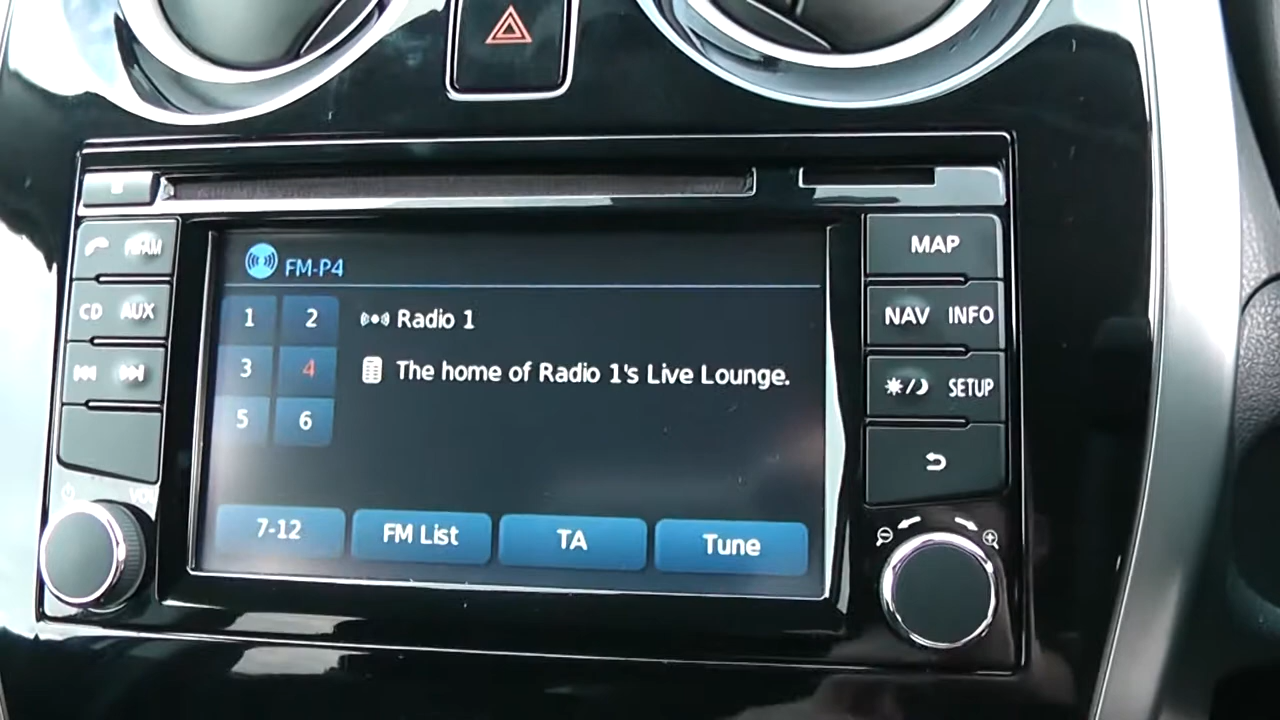 FM-P4
1 2
3 4
5 6
Radio 1
The home of Radio 1's Live Lounge.
7-12 FM List TA Tune
CD AUX
VOL
MAP
NAV INFO
SETUP